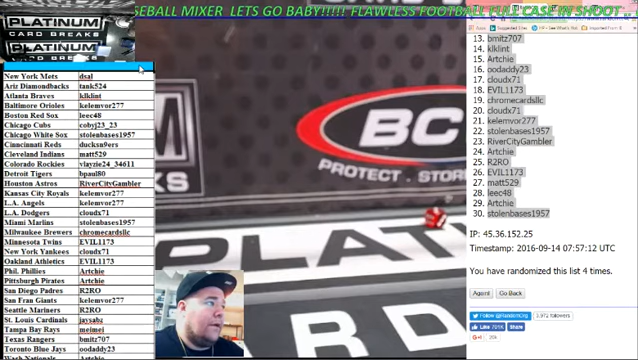 SEBALL MIXER LETS GO BABY!!!!! FLAWLESS FOOTBALL FULL CASE IN SHOOT
PLATINUM
CARD BREAKS
New York Mets dsal
Ariz Diamondbacks tank524
Atlanta Braves klklint
Baltimore Orioles kelemvor277
Boston Red Sox leec48
Chicago Cubs cobyj23_23
Chicago White Sox stolenbases1957
Cincinnati Reds ducksn9ers
Cleveland Indians matt529
Colorado Rockies vlayzie24_34611
Detroit Tigers bpaul80
Houston Astros RiverCityGambler
Kansas City Royals kelemvor277
L.A. Angels kelemvor277
L.A. Dodgers cloudx71
Miami Marlins stolenbases1957
Milwaukee Brewers chromecardsllc
Minnesota Twins EVIL1173
New York Yankees cloudx71
Oakland Athletics EVIL1173
Phil. Phillies Artchie
Pittsburgh Pirates Artchie
San Diego Padres R2RO
San Fran Giants kelemvor277
Seattle Mariners R2RO
St. Louis Cardinals jaysabz
Tampa Bay Rays meimei
Texas Rangers bmitz707
Toronto Blue Jays oodaddy23
BC
PROTECT. STOR
KS
PLATI
RD
13. bmitz707
14. klklint
15. Artchie
16. oodaddy23
17. cloudx71
18. EVIL1173
19. chromecardsllc
20. cloudx71
21. kelemvor277
22. stolenbases1957
23. RiverCityGambler
24. Artchie
25. R2RO
26. EVIL1173
27. matt529
28. leec48
29. Artchie
30. stolenbases1957
IP: 45.36.152.25
Timestamp: 2016-09-14 07:57:12 UTC
You have randomized this list 4 times.
Again! Go Back
Follow @RandomOrg 3,972 followers
Like 701K Share